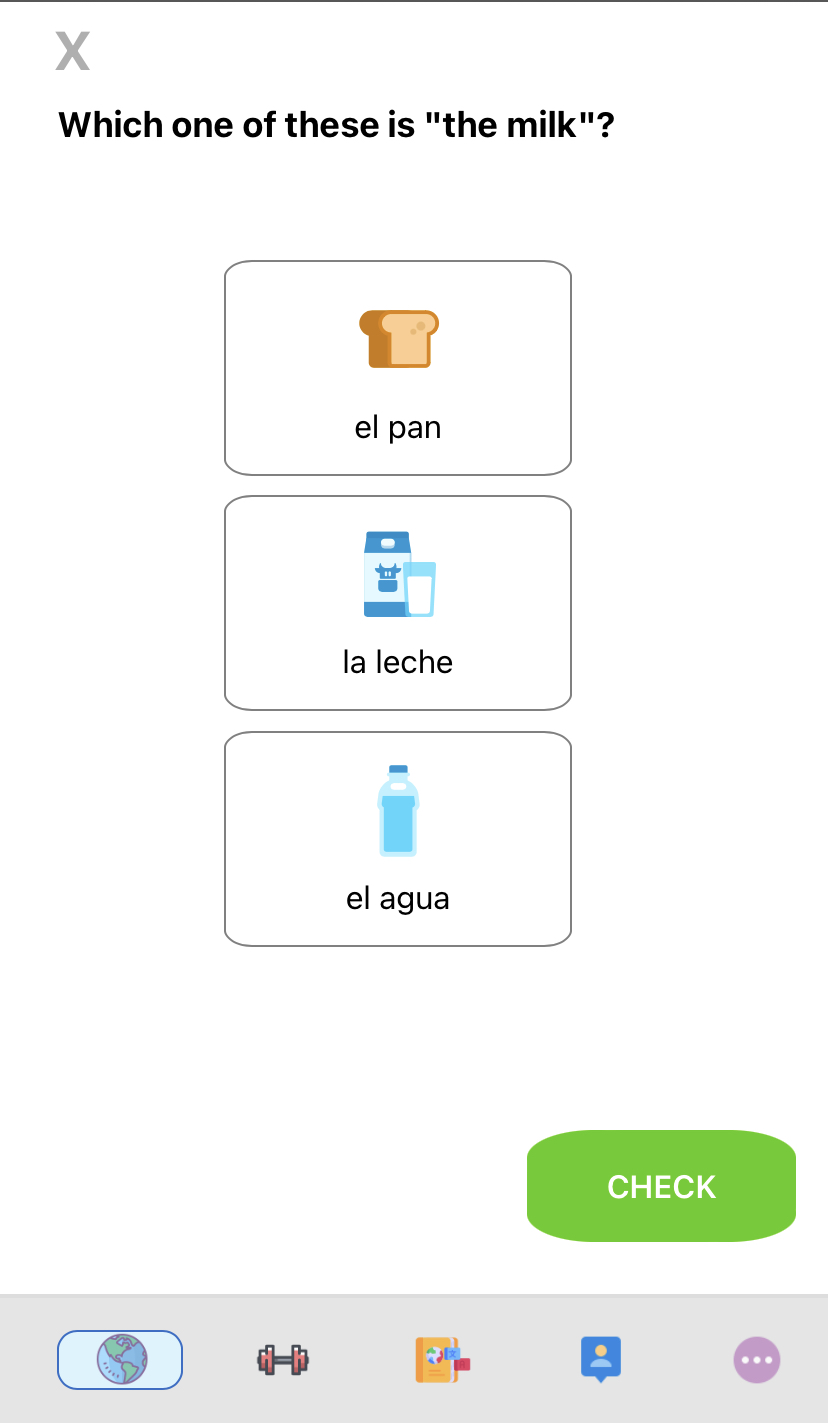 X
Which one of these is "the milk"?
el pan
la leche
el agua
CHECK